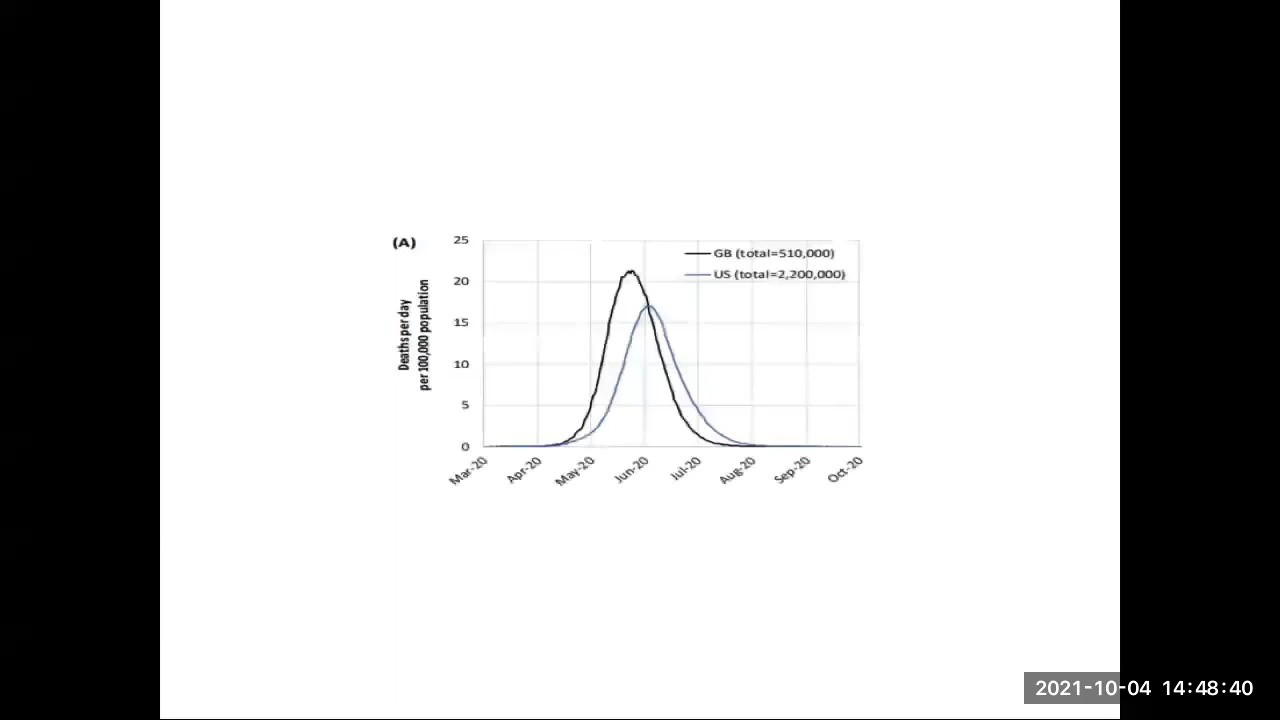 (A)
Deaths per day
per 100,000 population
25
20
15
10
5
0
GB (total=510,000)
US (total=2,200,000)
Mar-20
Apr-20
May-20
Jun-20
Jul-20
Aug-20
Sep-20
Oct-20
2021-10-04 14:48:40